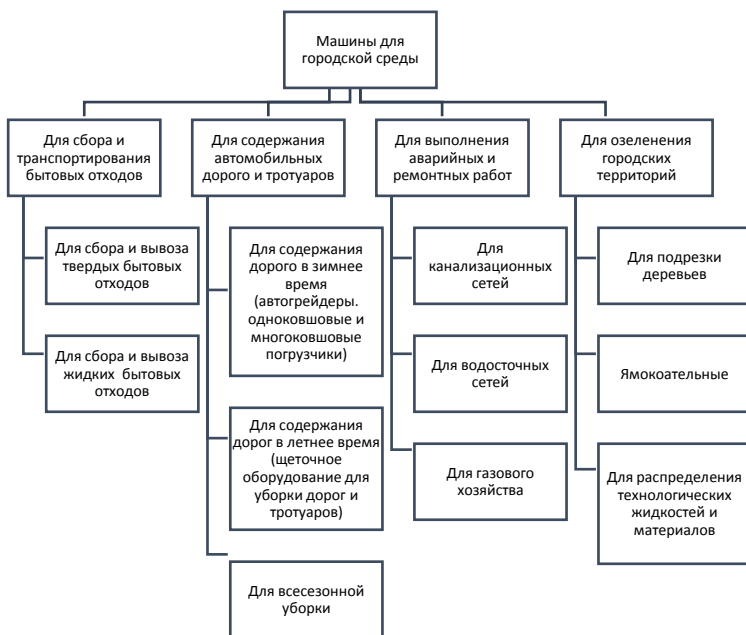 Машины для
городской среды
Для сбора и
транспортирования
бытовых отходов
Для сбора и вывоза
твердых бытовых
отходов
Для сбора и вывоза
жидких бытовых
отходов
Для содержания
автомобильных
дорого и тротуаров
Для содержания
дорого в зимнее
время
(автогрейдеры.
одноковшовые и
многоковшовые
погрузчики)
Для содержания
дорог в летнее время
(щеточное
оборудование для
уборки дорог и
тротуаров)
Для всесезонной
уборки
Для выполнения
аварийных и
ремонтных работ
Для
канализационных
сетей
Для водосточных
сетей
Для газового
хозяйства
Для озеленения
городских
территорий
Для подрезки
деревьев
Ямокоательные
Для распределения
технологических
жидкостей и
материалов